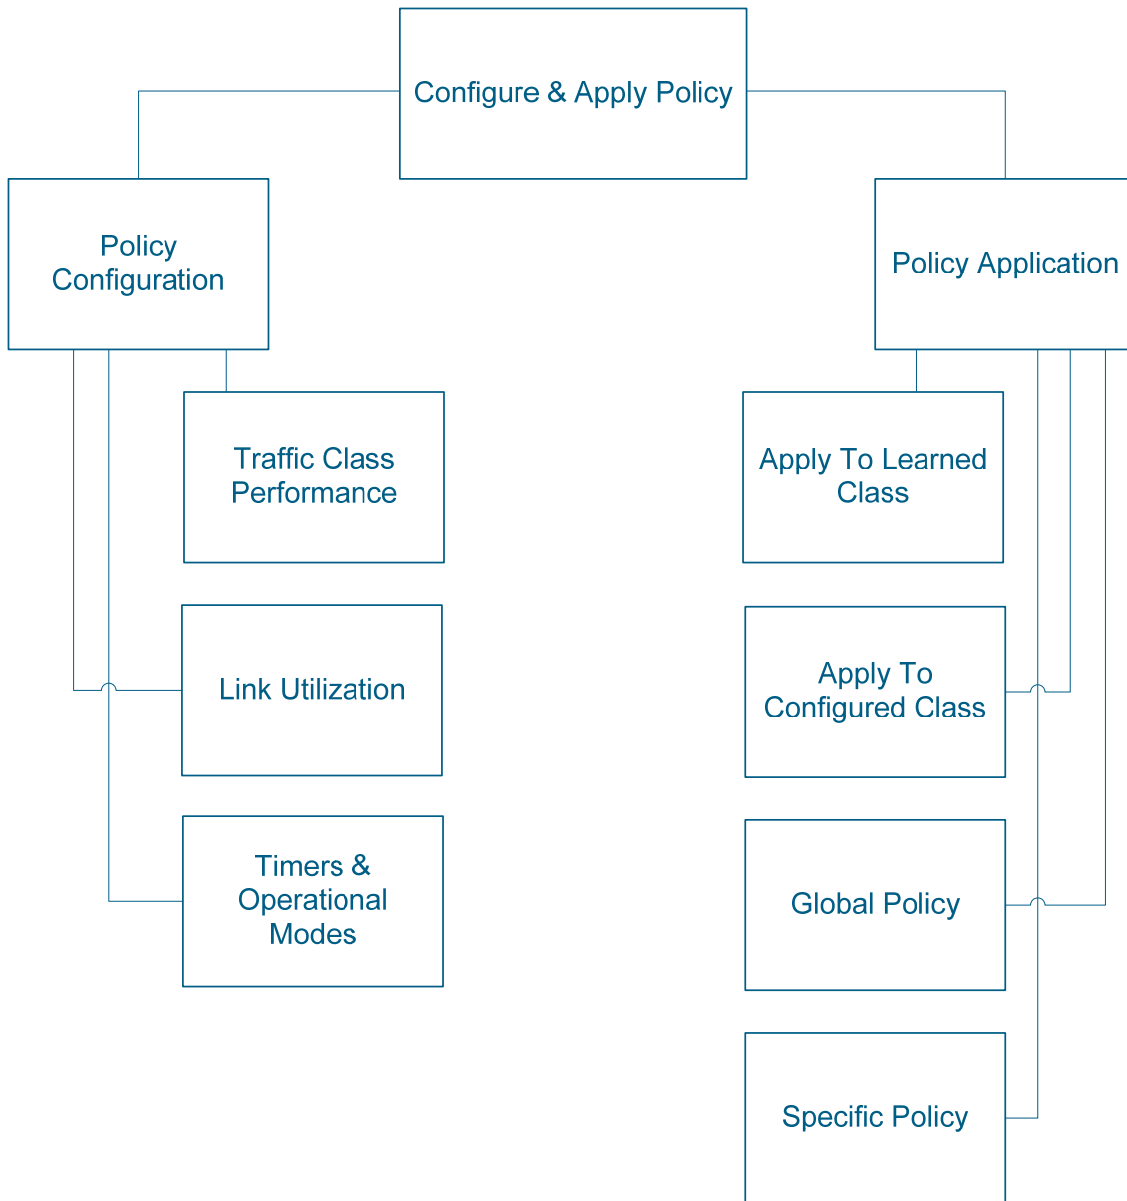 Configure & Apply Policy
Policy
Configuration
Policy Application
Traffic Class
Performance
Apply To Learned
Class
Link Utilization
Apply To
Configured Class
Timers &
Operational
Modes
Global Policy
Specific Policy